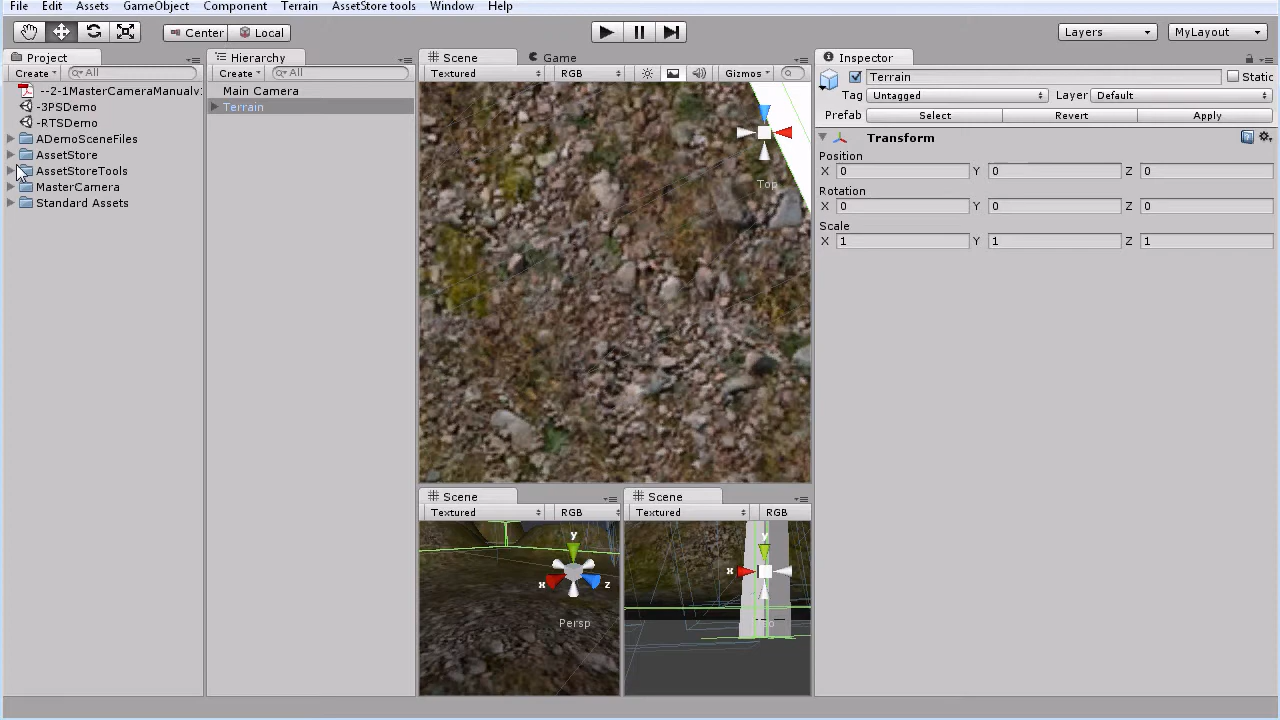 File Edit Assets GameObject Component Terrain AssetStore tools Window Help
Center Local Layers MyLayout
Project Hierarchy Scene Game Inspector
Create All Create All Textured RGB Gizmos
Terrain Static
Tag Untagged Layer Default
Prefab Select Revert Apply
Transform
Position
X 0 Y 0 Z 0
Rotation
X 0 Y 0 Z 0
Scale
X 1 Y 1 Z 1
--2-1MasterCameraManualv
-3PSDemo
-RTSDemo
ADemoSceneFiles
AssetStore
AssetStoreTools
MasterCamera
Standard Assets
Main Camera
Terrain
Top
Scene Scene
Textured RGB Textured RGB
y y
x z x
Persp